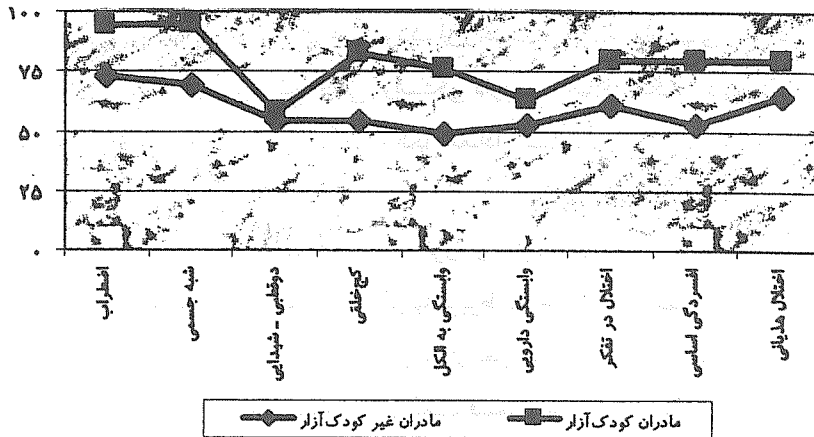 ۱۰۰
۷۵
۵۰
۲۵
۰
اضطراب
شبه جسمی
دوقطبی - شیدایی
کج‌خلقی
وابستگی به الکل
وابستگی دارویی
اختلال در تفکر
افسردگی اساسی
اختلال هذیانی
مادران کودک‌آزار
مادران غیر کودک‌آزار